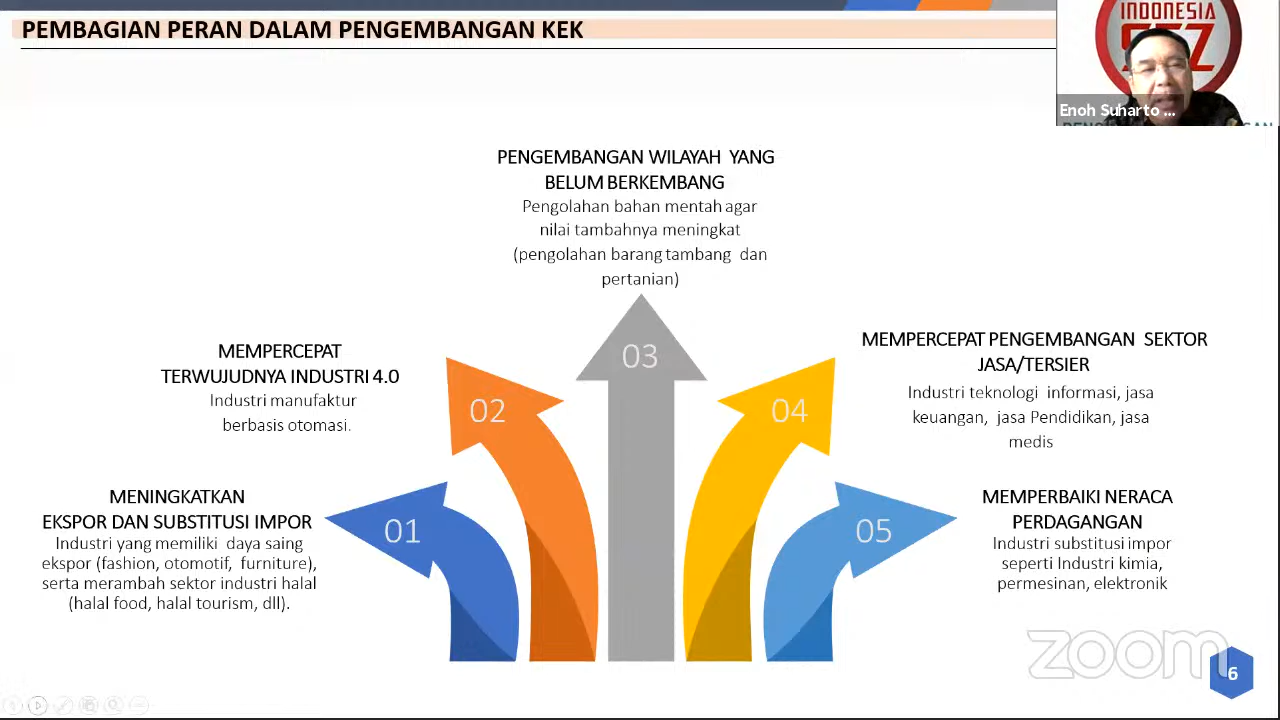 PEMBAGIAN PERAN DALAM PENGEMBANGAN KEK
INDONESIA
SEZ
Enoh Suharto ...
PENGEMBANGAN WILAYAH YANG
BELUM BERKEMBANG
Pengolahan bahan mentah agar
nilai tambahnya meningkat
(pengolahan barang tambang dan
pertanian)
03
MEMPERCEPAT
TERWUJUDNYA INDUSTRI 4.0
Industri manufaktur
berbasis otomasi.
02
04
MEMPERCEPAT PENGEMBANGAN SEKTOR
JASA/TERSIER
Industri teknologi informasi, jasa
keuangan, jasa Pendidikan, jasa
medis
MENINGKATKAN
EKSPOR DAN SUBSTITUSI IMPOR
Industri yang memiliki daya saing
ekspor (fashion, otomotif, furniture),
serta merambah sektor industri halal
(halal food, halal tourism, dll).
01
05
MEMPERBAIKI NERACA
PERDAGANGAN
Industri substitusi impor
seperti Industri kimia,
permesinan, elektronik
zoom
6